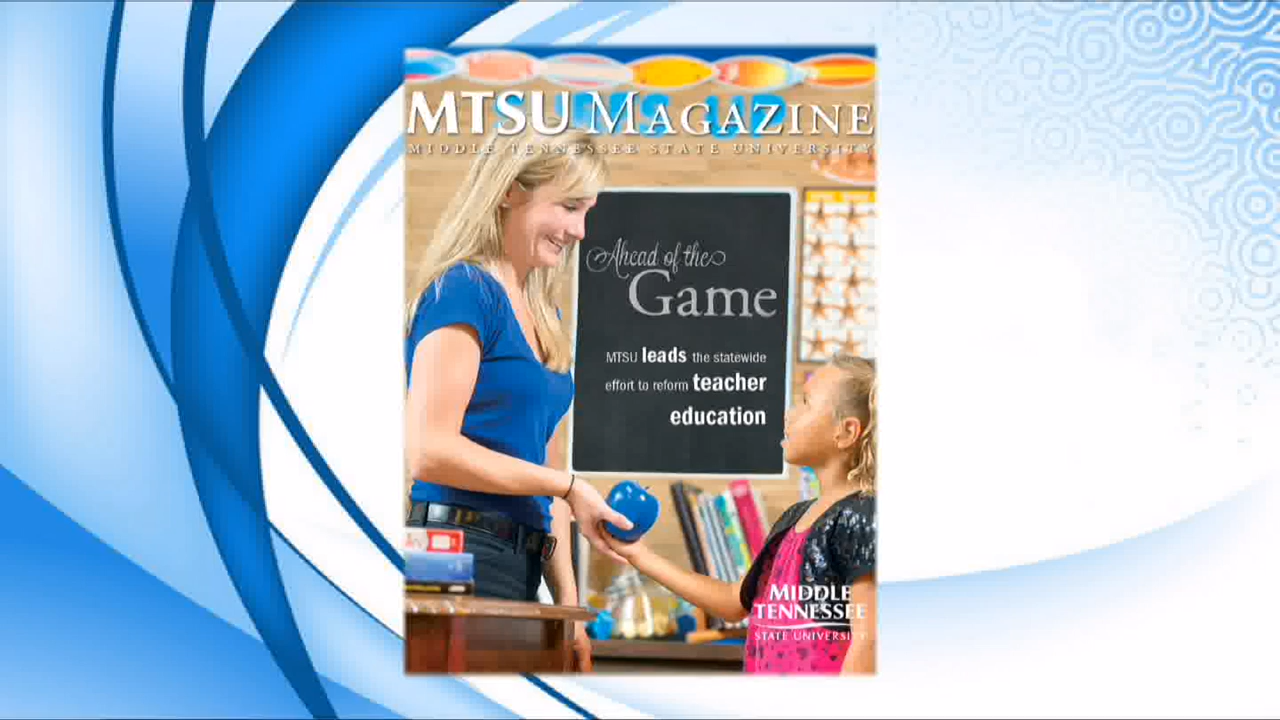 MTSU MAGAZINE
MIDDLE TENNESSEE STATE UNIVERSITY
Ahead of the
Game
MTSU leads the statewide
effort to reform teacher
education
MIDDLE
TENNESSEE
STATE UNIVERSITY